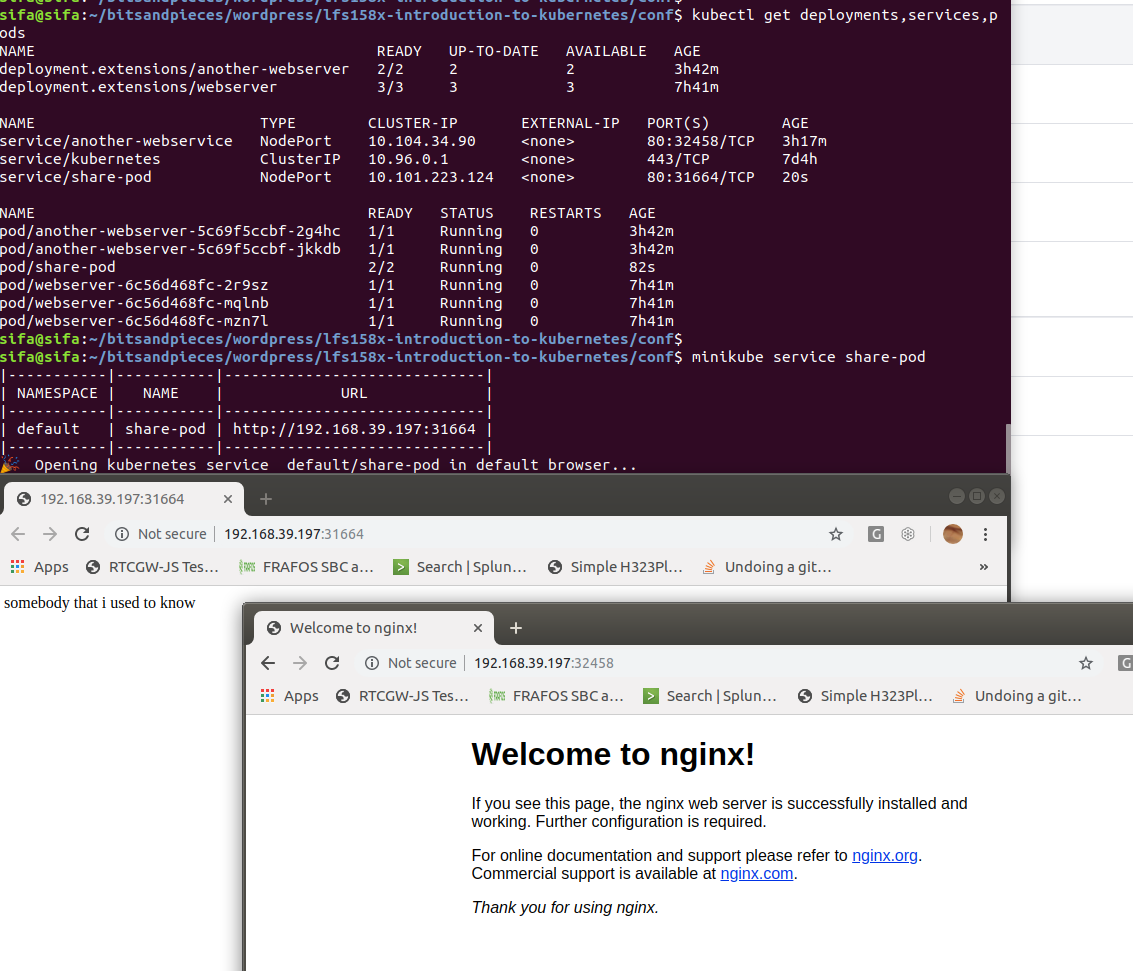 sifa@sifa:~/bitsandpieces/wordpress/lfs158x-introduction-to-kubernetes/conf$ kubectl get deployments,services,p
ods
NAME READY UP-TO-DATE AVAILABLE AGE
deployment.extensions/another-webserver 2/2 2 2 3h42m
deployment.extensions/webserver 3/3 3 3 7h41m
NAME TYPE CLUSTER-IP EXTERNAL-IP PORT(S) AGE
service/another-webservice NodePort 10.104.34.90 <none> 80:32458/TCP 3h17m
service/kubernetes ClusterIP 10.96.0.1 <none> 443/TCP 7d4h
service/share-pod NodePort 10.101.223.124 <none> 80:31664/TCP 20s
NAME READY STATUS RESTARTS AGE
pod/another-webserver-5c69f5ccbf-2g4hc 1/1 Running 0 3h42m
pod/another-webserver-5c69f5ccbf-jkkdb 1/1 Running 0 3h42m
pod/share-pod 2/2 Running 0 82s
pod/webserver-6c56d468fc-2r9sz 1/1 Running 0 7h41m
pod/webserver-6c56d468fc-mqlnb 1/1 Running 0 7h41m
pod/webserver-6c56d468fc-mzn7l 1/1 Running 0 7h41m
sifa@sifa:~/bitsandpieces/wordpress/lfs158x-introduction-to-kubernetes/conf$
sifa@sifa:~/bitsandpieces/wordpress/lfs158x-introduction-to-kubernetes/conf$ minikube service share-pod
|-----------|-----------|-----------------------------|
| NAMESPACE | NAME | URL |
|-----------|-----------|-----------------------------|
| default | share-pod | http://192.168.39.197:31664 |
|-----------|-----------|-----------------------------|
🎉 Opening kubernetes service default/share-pod in default browser...
192.168.39.197:31664
Not secure | 192.168.39.197:31664
G
Apps RTCGW-JS Tes... FRAFOS SBC a... Search | Splun... Simple H323Pl... Undoing a git... »
somebody that i used to know
Welcome to nginx!
Not secure | 192.168.39.197:32458
G
Apps RTCGW-JS Tes... FRAFOS SBC a... Search | Splun... Simple H323Pl... Undoing a git...
Welcome to nginx!
If you see this page, the nginx web server is successfully installed and
working. Further configuration is required.
For online documentation and support please refer to nginx.org.
Commercial support is available at nginx.com.
Thank you for using nginx.